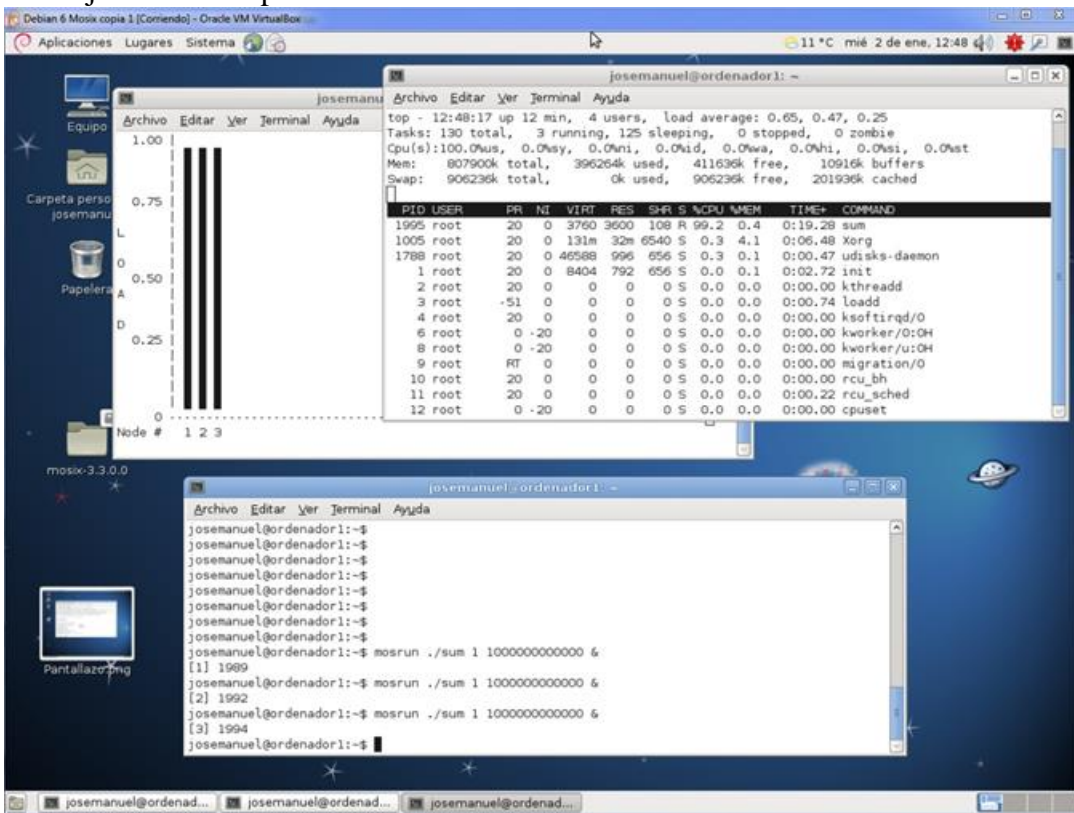 Debian 6 Mosix copia 1 [Corriendo] - Oracle VM VirtualBox
Aplicaciones Lugares Sistema 11 °C mié 2 de ene, 12:48
Equipo
Carpeta perso
josemanu
Papelera
mosix-3.3.0.0
Pantallazo.png
josemanu
Archivo Editar Ver Terminal Ayuda
1.00 |
0.75 |
L
O
0.50 |
A
D
0.25 |
0
Node # 1 2 3
josemanuel@ordenador1: ~
Archivo Editar Ver Terminal Ayuda
top - 12:48:17 up 12 min, 4 users, load average: 0.65, 0.47, 0.25
Tasks: 130 total, 3 running, 125 sleeping, 0 stopped, 0 zombie
Cpu(s):100.0%us, 0.0%sy, 0.0%ni, 0.0%id, 0.0%wa, 0.0%hi, 0.0%si, 0.0%st
Mem: 807900k total, 396264k used, 411636k free, 10916k buffers
Swap: 906236k total, 0k used, 906236k free, 201936k cached
PID USER PR NI VIRT RES SHR S %CPU %MEM TIME+ COMMAND
1995 root 20 0 3760 3600 108 R 99.2 0.4 0:19.28 sum
1005 root 20 0 131m 32m 6540 S 0.3 4.1 0:06.48 Xorg
1788 root 20 0 46588 996 656 S 0.3 0.1 0:00.47 udisks-daemon
1 root 20 0 8404 792 656 S 0.0 0.1 0:02.72 init
2 root 20 0 0 0 0 S 0.0 0.0 0:00.00 kthreadd
3 root -51 0 0 0 0 S 0.0 0.0 0:00.74 loadd
4 root 20 0 0 0 0 S 0.0 0.0 0:00.00 ksoftirqd/0
6 root 0 -20 0 0 0 S 0.0 0.0 0:00.00 kworker/0:0H
8 root 0 -20 0 0 0 S 0.0 0.0 0:00.00 kworker/u:0H
9 root RT 0 0 0 0 S 0.0 0.0 0:00.00 migration/0
10 root 20 0 0 0 0 S 0.0 0.0 0:00.00 rcu_bh
11 root 20 0 0 0 0 S 0.0 0.0 0:00.22 rcu_sched
12 root 0 -20 0 0 0 S 0.0 0.0 0:00.00 cpuset
josemanuel@ordenador1: ~
Archivo Editar Ver Terminal Ayuda
josemanuel@ordenador1:~$
josemanuel@ordenador1:~$
josemanuel@ordenador1:~$
josemanuel@ordenador1:~$
josemanuel@ordenador1:~$
josemanuel@ordenador1:~$
josemanuel@ordenador1:~$
josemanuel@ordenador1:~$
josemanuel@ordenador1:~$ mosrun ./sum 1 1000000000000 &
[1] 1989
josemanuel@ordenador1:~$ mosrun ./sum 1 1000000000000 &
[2] 1992
josemanuel@ordenador1:~$ mosrun ./sum 1 1000000000000 &
[3] 1994
josemanuel@ordenador1:~$
josemanuel@ordenad... josemanuel@ordenad... josemanuel@ordenad...